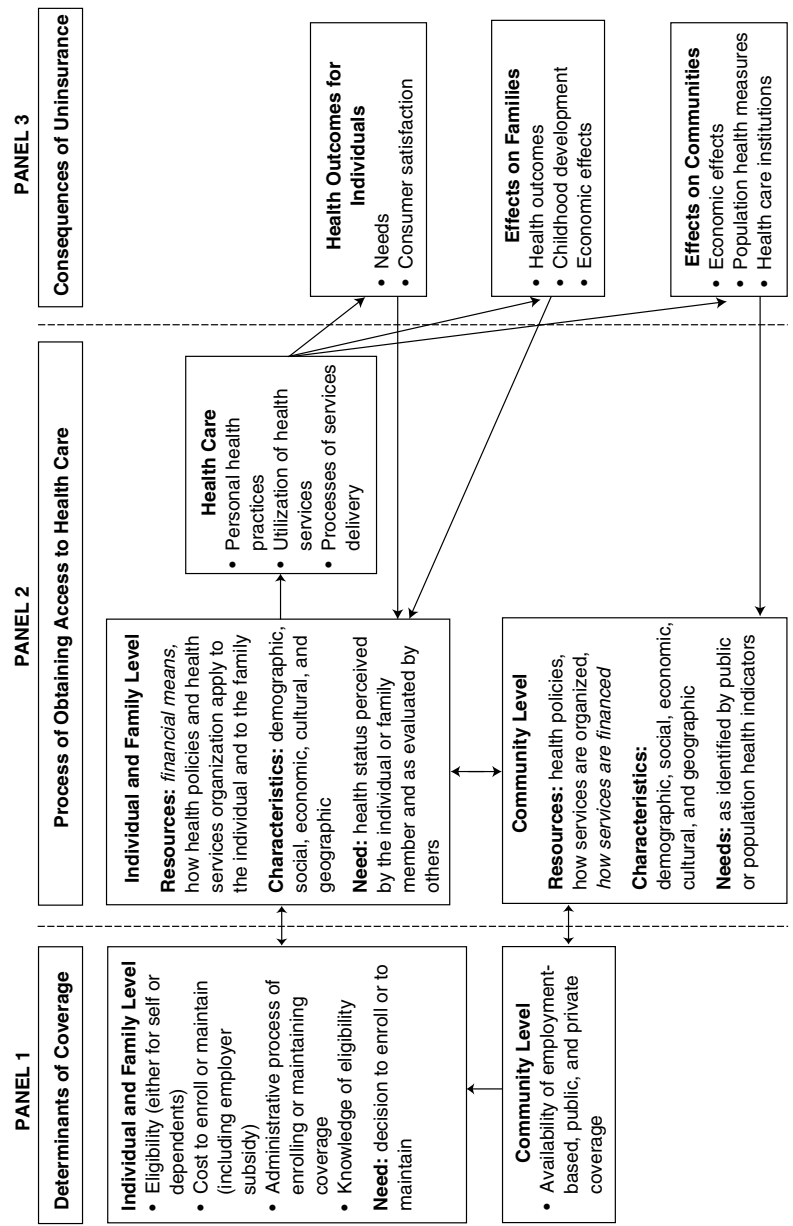 PANEL 1
Determinants of Coverage
Individual and Family Level
• Eligibility (either for self or
dependents)
• Cost to enroll or maintain
(including employer
subsidy)
• Administrative process of
enrolling or maintaining
coverage
• Knowledge of eligibility
Need: decision to enroll or to
maintain
Community Level
• Availability of employment-
based, public, and private
coverage
PANEL 2
Process of Obtaining Access to Health Care
Individual and Family Level
Resources: financial means,
how health policies and health
services organization apply to
the individual and to the family
Characteristics: demographic,
social, economic, cultural, and
geographic
Need: health status perceived
by the individual or family
member and as evaluated by
others
Community Level
Resources: health policies,
how services are organized,
how services are financed
Characteristics:
demographic, social, economic,
cultural, and geographic
Needs: as identified by public
or population health indicators
Health Care
• Personal health
practices
• Utilization of health
services
• Processes of services
delivery
PANEL 3
Consequences of Uninsurance
Health Outcomes for
Individuals
• Needs
• Consumer satisfaction
Effects on Families
• Health outcomes
• Childhood development
• Economic effects
Effects on Communities
• Economic effects
• Population health measures
• Health care institutions